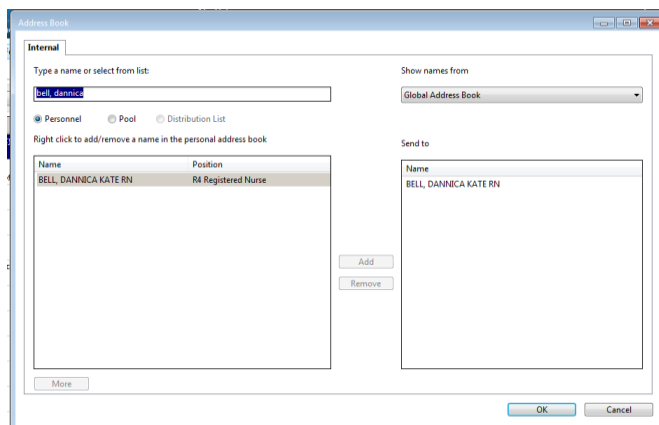 Address Book
Internal
Type a name or select from list:
Show names from
bell, dannica
Global Address Book
Personnel
Pool
Distribution List
Right click to add/remove a name in the personal address book
Send to
Name Position
Name
BELL, DANNICA KATE RN R4 Registered Nurse
BELL, DANNICA KATE RN
Add
Remove
More
OK
Cancel